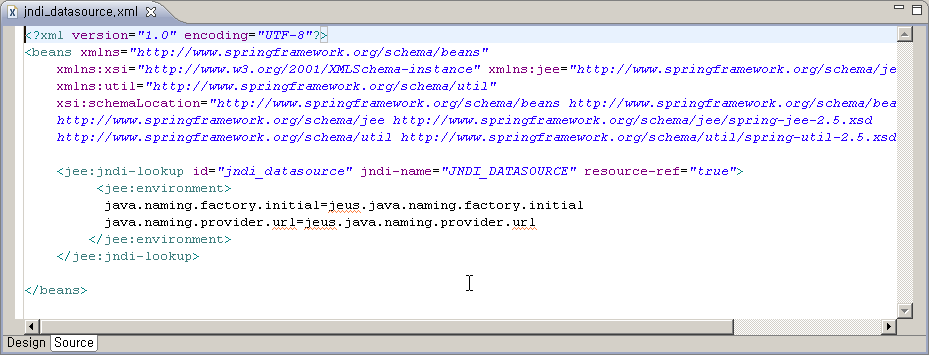 jndi_datasource.xml
<?xml version="1.0" encoding="UTF-8"?>
<beans xmlns="http://www.springframework.org/schema/beans"
    xmlns:xsi="http://www.w3.org/2001/XMLSchema-instance" xmlns:jee="http://www.springframework.org/schema/je
    xmlns:util="http://www.springframework.org/schema/util"
    xsi:schemaLocation="http://www.springframework.org/schema/beans http://www.springframework.org/schema/bea
    http://www.springframework.org/schema/jee http://www.springframework.org/schema/jee/spring-jee-2.5.xsd
    http://www.springframework.org/schema/util http://www.springframework.org/schema/util/spring-util-2.5.xsd
    <jee:jndi-lookup id="jndi_datasource" jndi-name="JNDI_DATASOURCE" resource-ref="true">
         <jee:environment>
          java.naming.factory.initial=jeus.java.naming.factory.initial
          java.naming.provider.url=jeus.java.naming.provider.url
        </jee:environment>
    </jee:jndi-lookup>
</beans>
Design Source